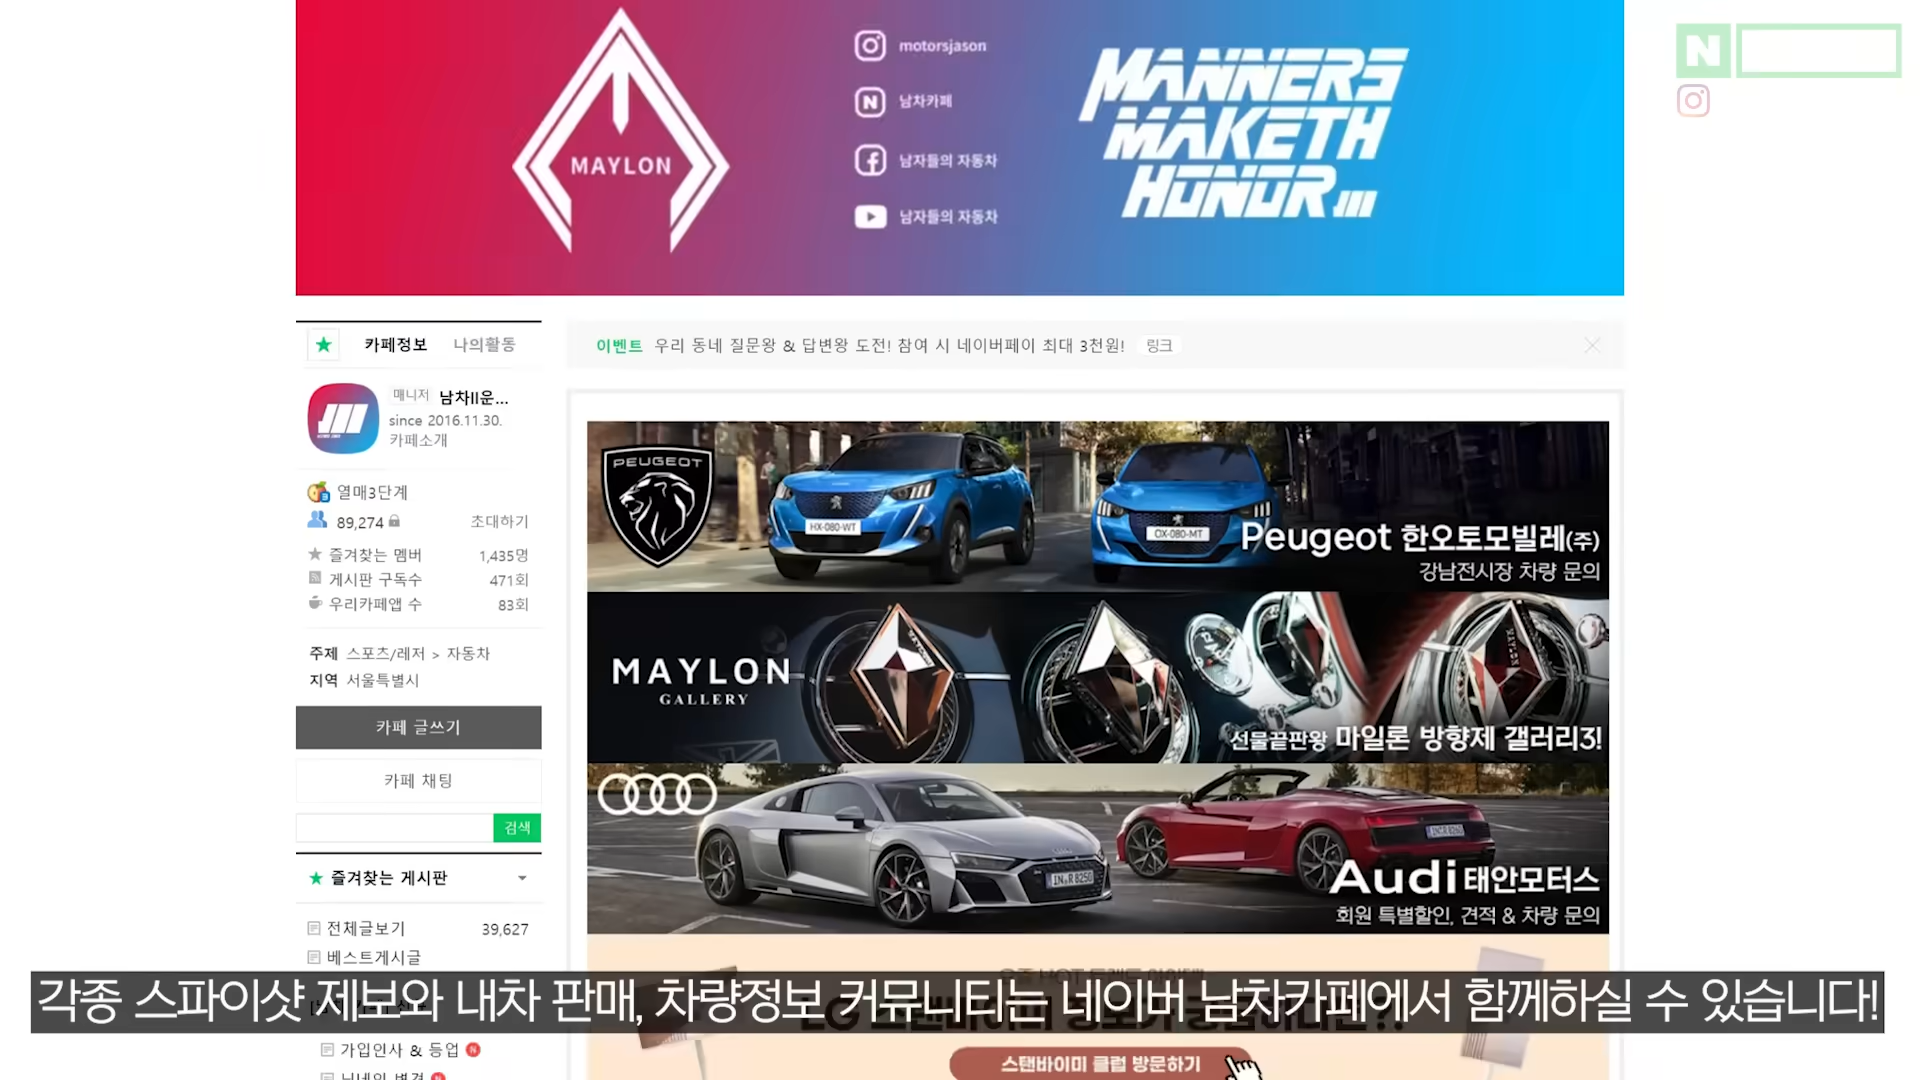 MAYLON
motorsjason
남차카페
남자들의 자동차
남자들의 자동차
MANNERS
MAKETH
HONOR
N
카페정보 나의활동
이벤트 우리 동네 질문왕 & 답변왕 도전! 참여 시 네이버페이 최대 3천원! 링크
매니저 남차II운...
since 2016.11.30.
카페소개
열매3단계
89,274 초대하기
즐겨찾는 멤버 1,435명
게시판 구독수 471회
우리카페앱 수 83회
주제 스포츠/레저 > 자동차
지역 서울특별시
카페 글쓰기
카페 채팅
검색
즐겨찾는 게시판
전체글보기 39,627
베스트게시글
PEUGEOT
HX-080-WT
OX-080-MT
Peugeot 한오토모빌레(주)
강남전시장 차량 문의
MAYLON
GALLERY
선물끝판왕 마일론 방향제 갤러리3!
IN R 8250
IN R 8260
Audi 태안모터스
회원 특별할인, 견적 & 차량 문의
각종 스파이샷 제보와 내차 판매, 차량정보 커뮤니티는 네이버 남차카페에서 함께하실 수 있습니다!
가입인사 & 등업 N
스탠바이미 클럽 방문하기